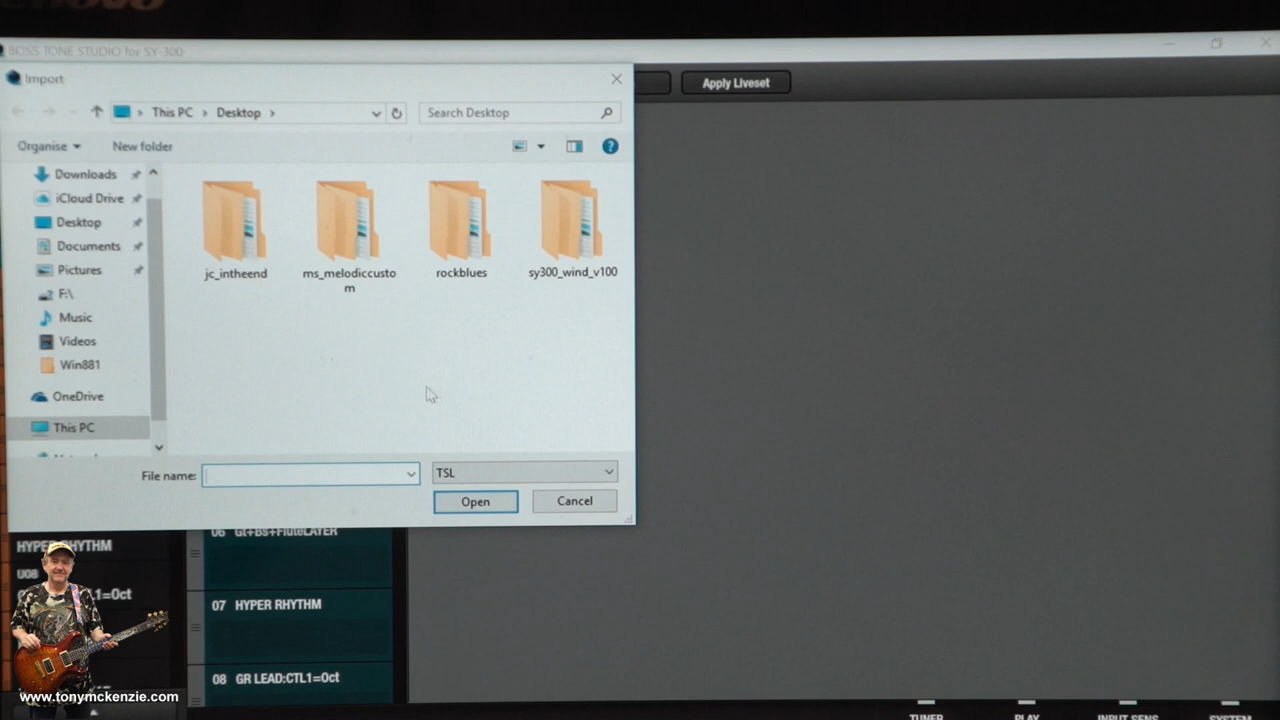 BOSS TONE STUDIO for SY-300
Import
Apply Liveset
This PC > Desktop >
Search Desktop
Organise
New folder
Downloads
iCloud Drive
Desktop
Documents
Pictures
F:\
Music
Videos
Win881
OneDrive
This PC
jc_intheend
ms_melodiccusto
m
rockblues
sy300_wind_v100
File name:
TSL
Open
Cancel
HYPER RHYTHM
U08
CTL1=Oct
06 Gt+Bs+FluteLAYER
07 HYPER RHYTHM
08 GR LEAD:CTL1=Oct
www.tonymckenzie.com
TUNER
PLAY
INPUT SENS
SYSTEM